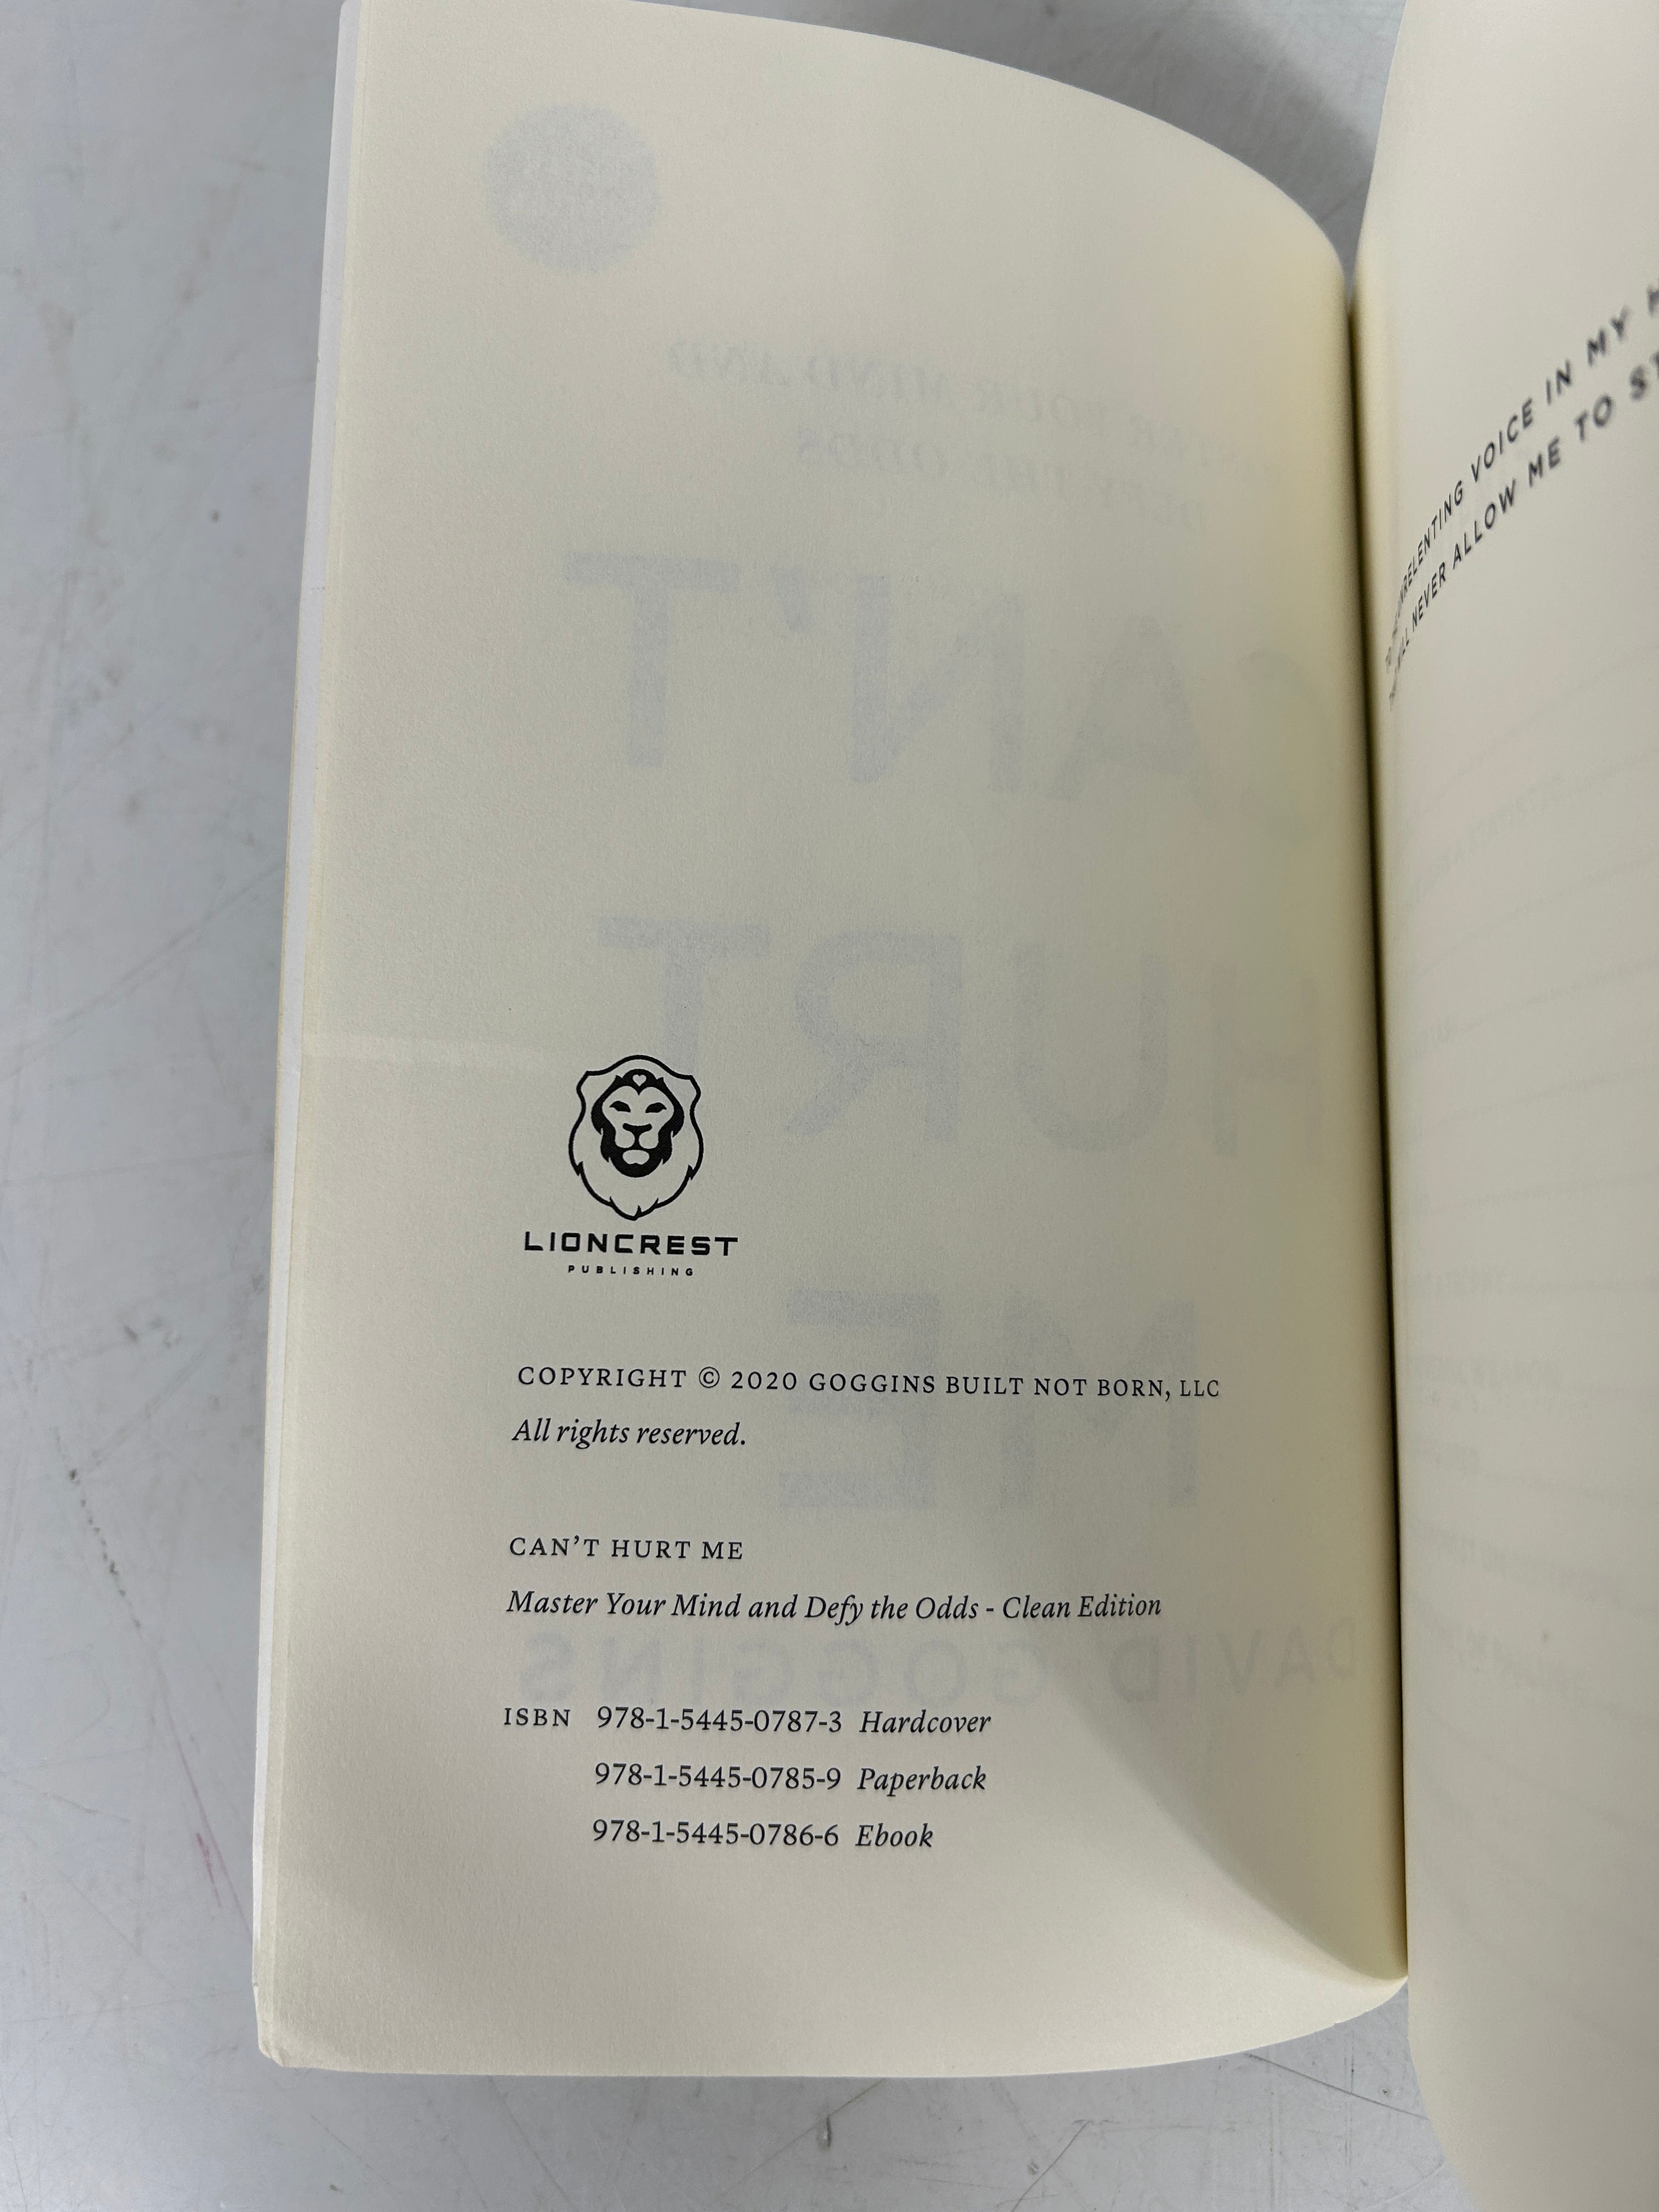 LIONCREST
PUBLISHING
COPYRIGHT © 2020 GOGGINS BUILT NOT BORN, LLC
All rights reserved.
CAN'T HURT ME
Master Your Mind and Defy the Odds - Clean Edition
ISBN 978-1-5445-0787-3 Hardcover
978-1-5445-0785-9 Paperback
978-1-5445-0786-6 Ebook
UNRELENTING VOICE IN MY
NEVER ALLOW ME TO